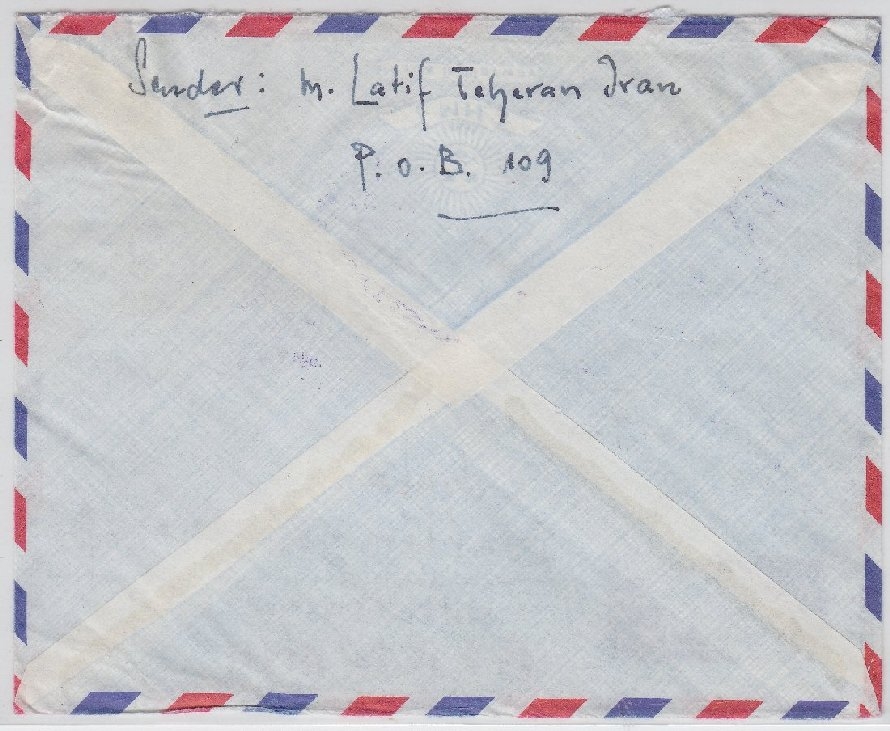 Sender: M. Latif Teheran Iran
P.O.B. 109